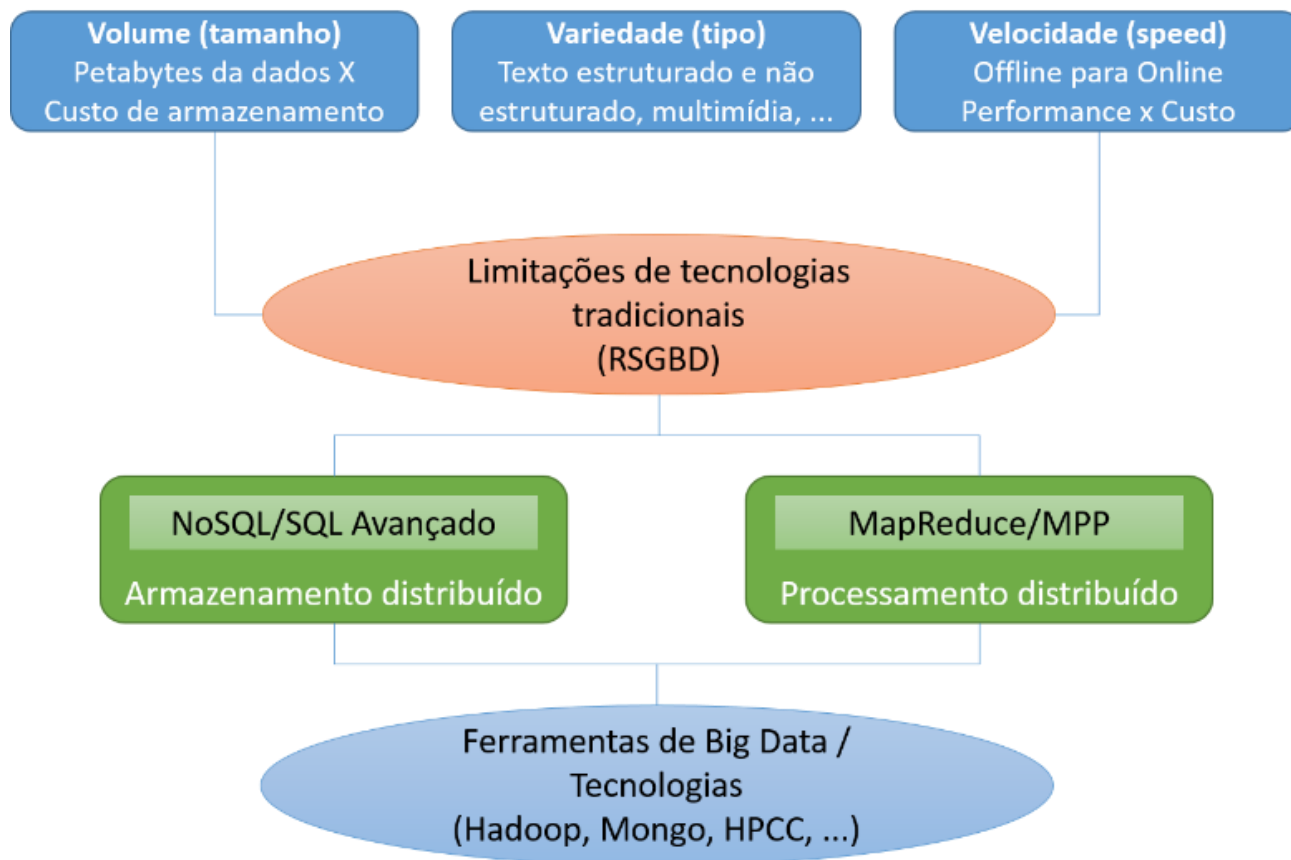 Volume (tamanho)
Petabytes da dados X
Custo de armazenamento
Variedade (tipo)
Texto estruturado e não
estruturado, multimídia, ...
Velocidade (speed)
Offline para Online
Performance x Custo
Limitações de tecnologias
tradicionais
(RSGBD)
NoSQL/SQL Avançado
Armazenamento distribuído
MapReduce/MPP
Processamento distribuído
Ferramentas de Big Data /
Tecnologias
(Hadoop, Mongo, HPCC, ...)